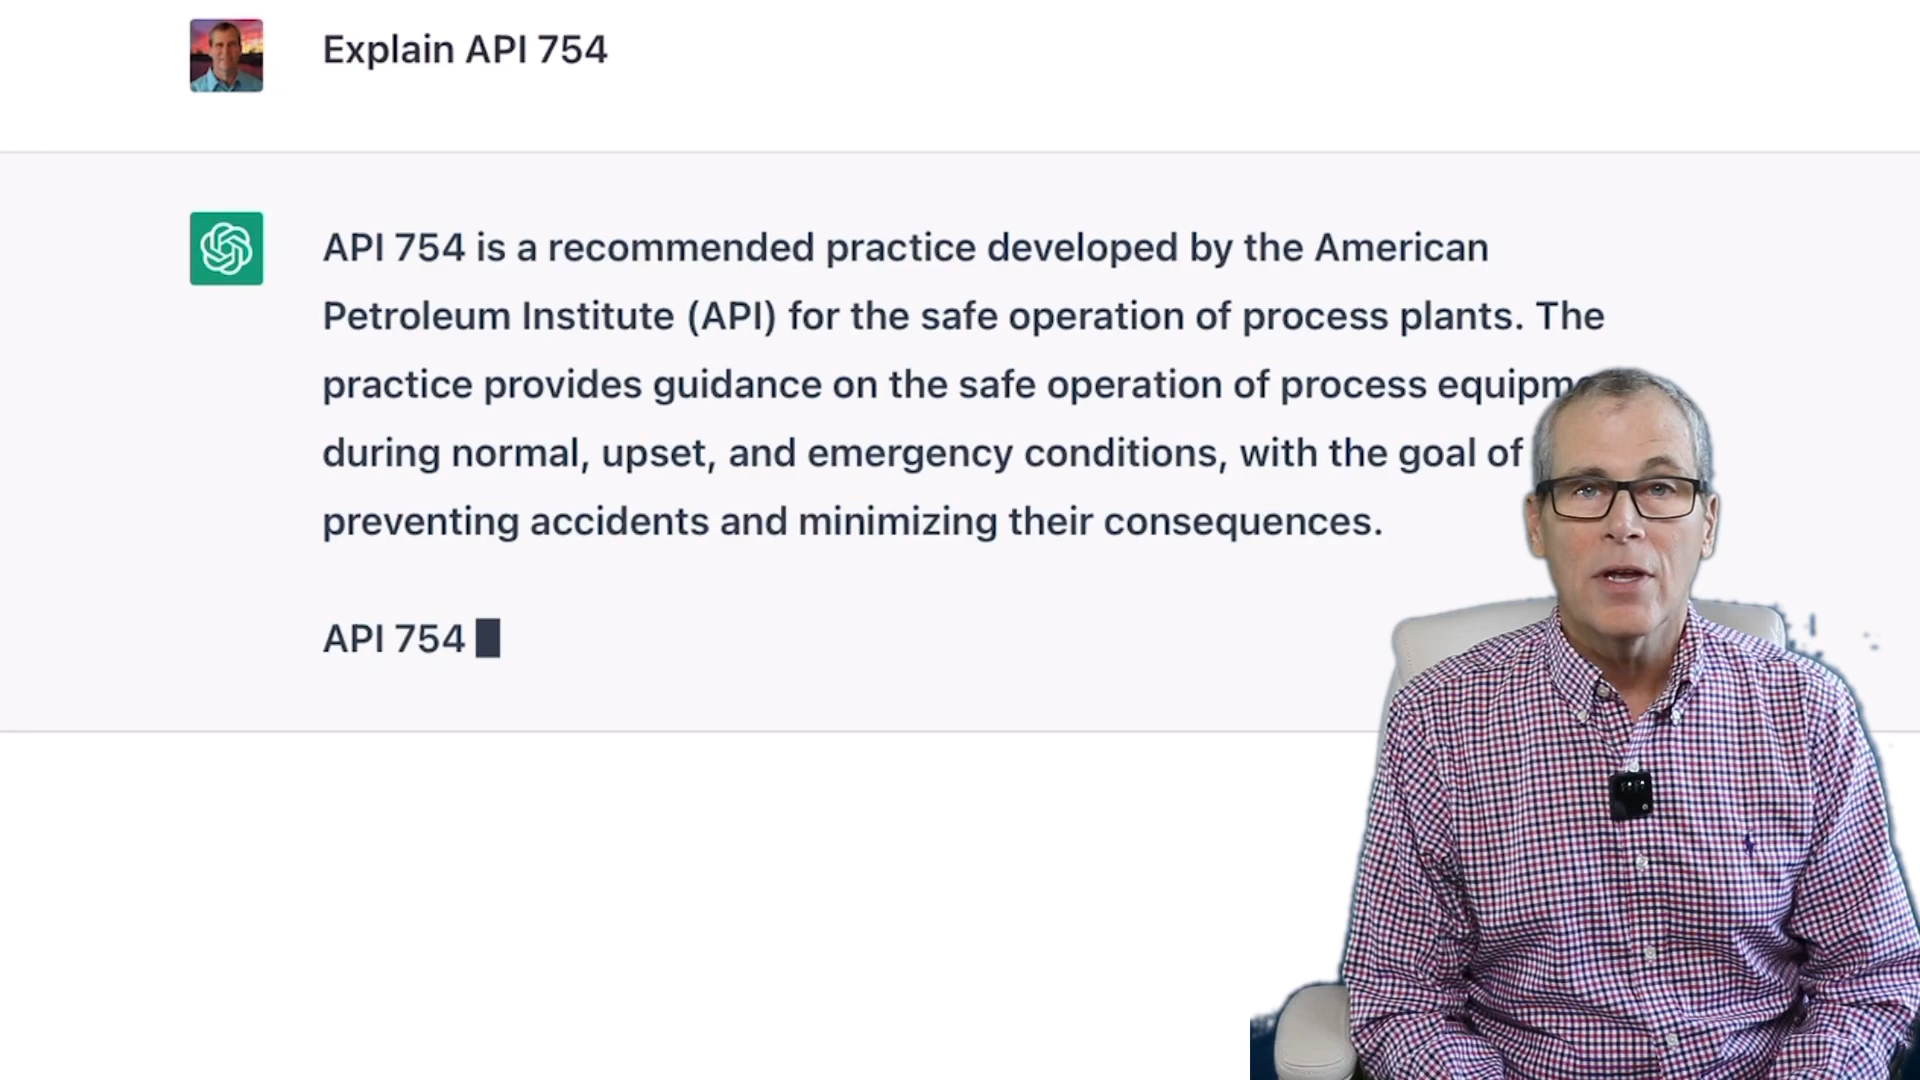 Explain API 754
API 754 is a recommended practice developed by the American
Petroleum Institute (API) for the safe operation of process plants. The
practice provides guidance on the safe operation of process equipm
during normal, upset, and emergency conditions, with the goal of
preventing accidents and minimizing their consequences.
API 754